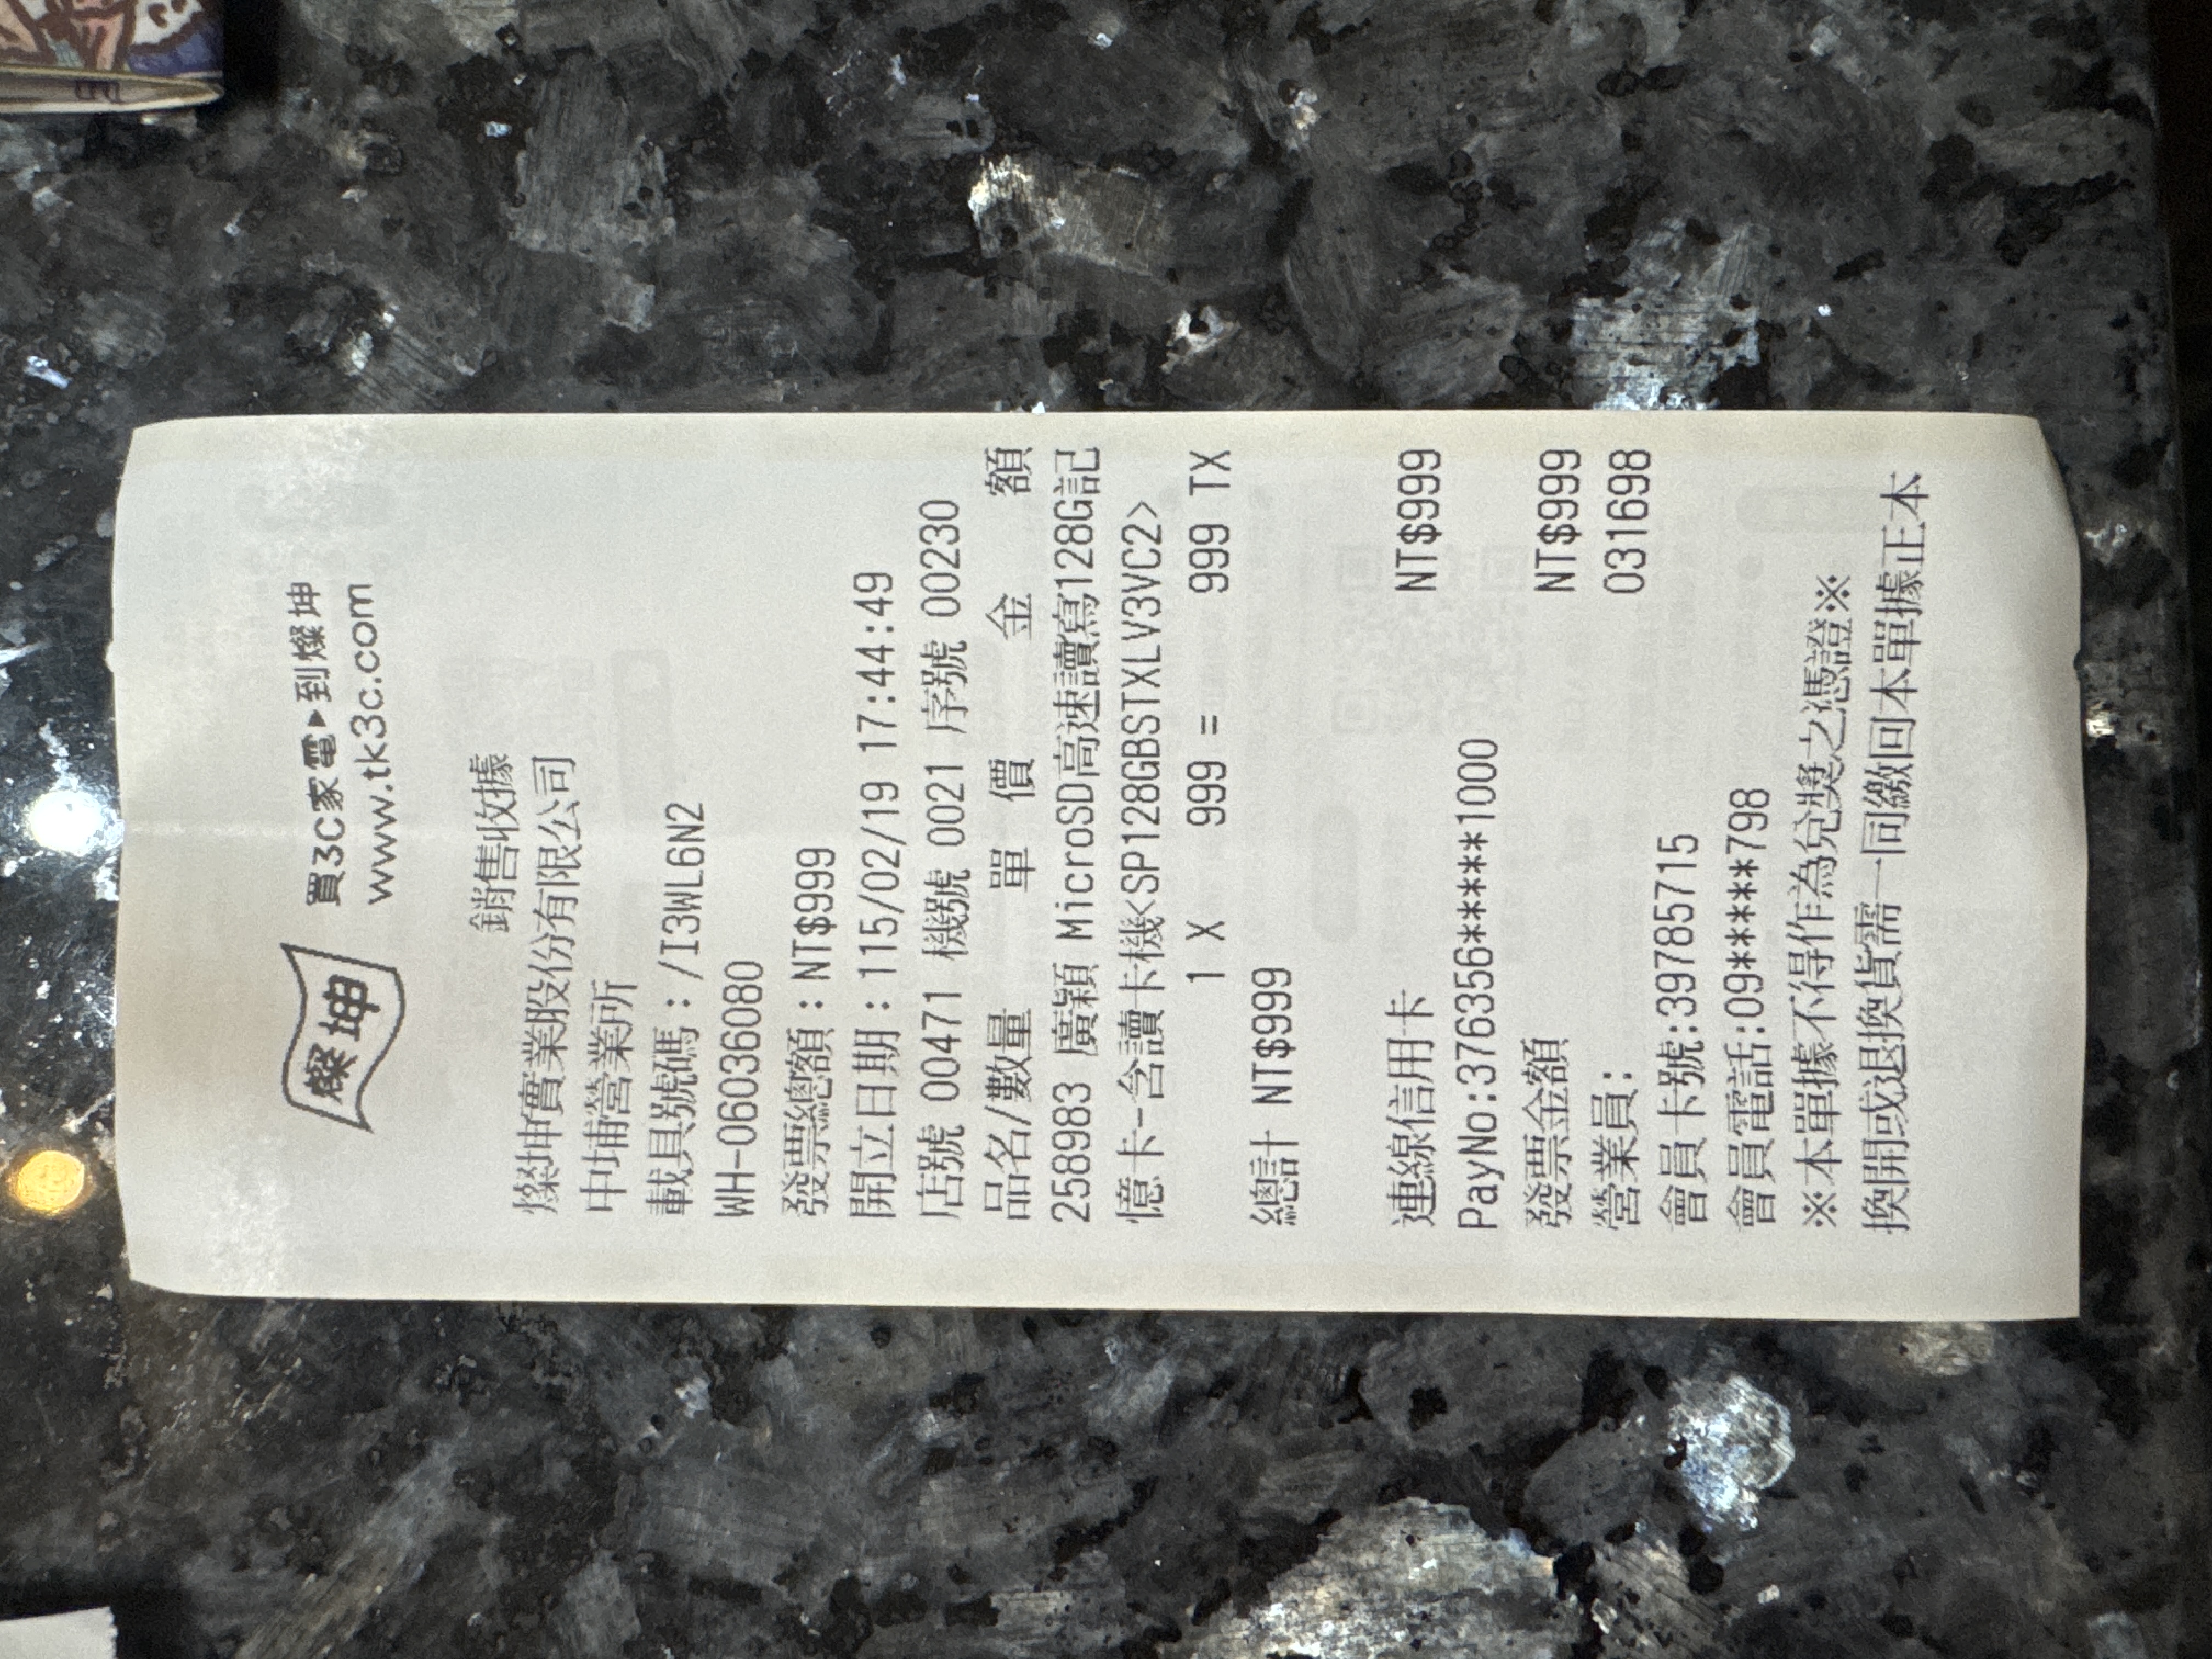 燦坤
買3C家電▶到燦坤
www.tk3c.com
銷售收據
燦坤實業股份有限公司
中埔營業所
載具號碼：/I3WL6N2
WH-06036080
發票總額：NT$999
開立日期：115/02/19 17:44:49
店號 00471 機號 0021 序號 00230
品名/數量 單 價 金 額
258983 廣穎 MicroSD高速讀寫128G記
憶卡-含讀卡機<SP128GBSTXLV3VC2>
1 X 999 = 999 TX
總計 NT$999
連線信用卡 NT$999
PayNo:376356*****1000
發票金額 NT$999
營業員： 031698
會員卡號:39785715
會員電話:09*****798
※本單據不得作為兌獎之憑證※
換開或退換貨需一同繳回本單據正本